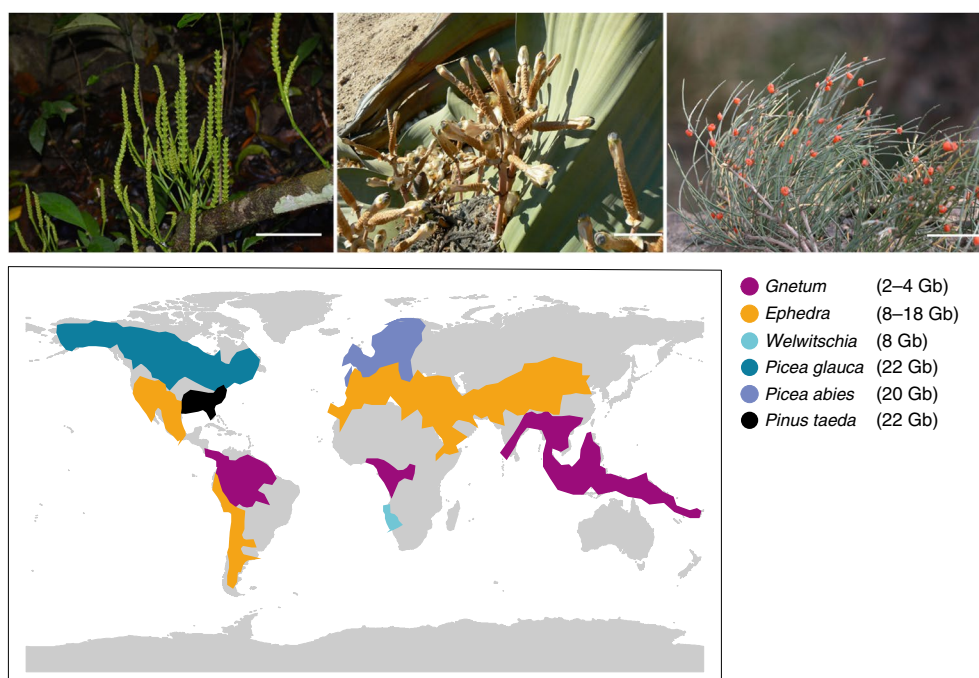 Gnetum (2–4 Gb)
Ephedra (8–18 Gb)
Welwitschia (8 Gb)
Picea glauca (22 Gb)
Picea abies (20 Gb)
Pinus taeda (22 Gb)